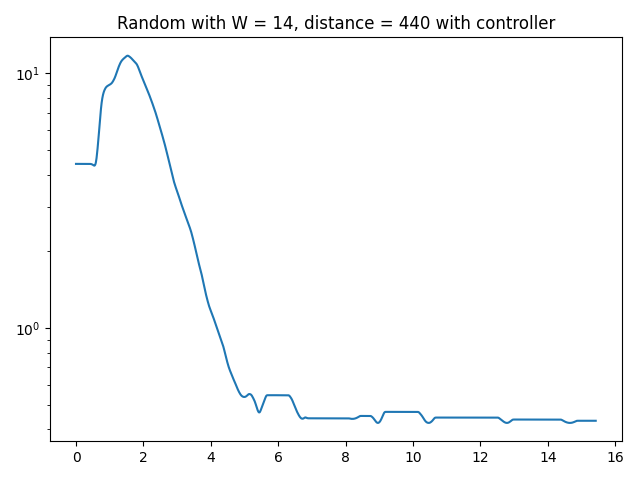 Random with W = 14, distance = 440 with controller
10¹
10⁰
0 2 4 6 8 10 12 14 16